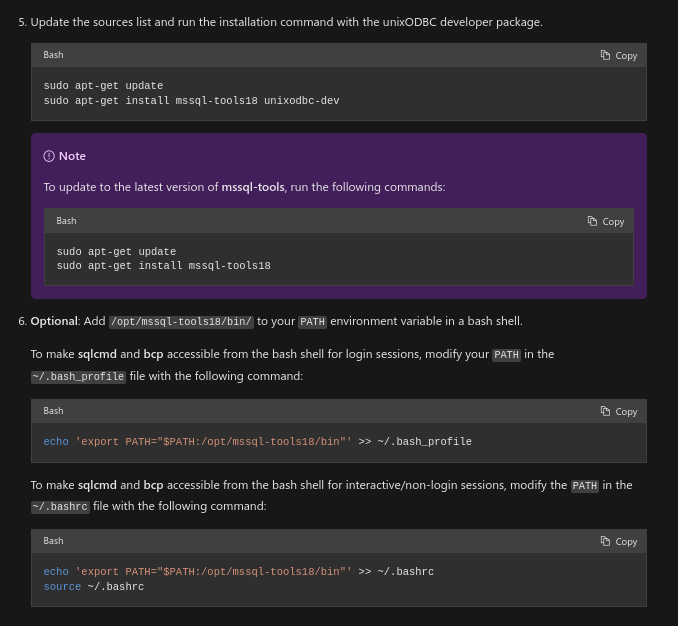 5. Update the sources list and run the installation command with the unixODBC developer package.
Bash
Copy
sudo apt-get update
sudo apt-get install mssql-tools18 unixodbc-dev
Note
To update to the latest version of mssql-tools, run the following commands:
Bash
Copy
sudo apt-get update
sudo apt-get install mssql-tools18
6. Optional: Add /opt/mssql-tools18/bin/ to your PATH environment variable in a bash shell.
To make sqlcmd and bcp accessible from the bash shell for login sessions, modify your PATH in the
~/.bash_profile file with the following command:
Bash
Copy
echo 'export PATH="$PATH:/opt/mssql-tools18/bin"' >> ~/.bash_profile
To make sqlcmd and bcp accessible from the bash shell for interactive/non-login sessions, modify the PATH in the
~/.bashrc file with the following command:
Bash
Copy
echo 'export PATH="$PATH:/opt/mssql-tools18/bin"' >> ~/.bashrc
source ~/.bashrc